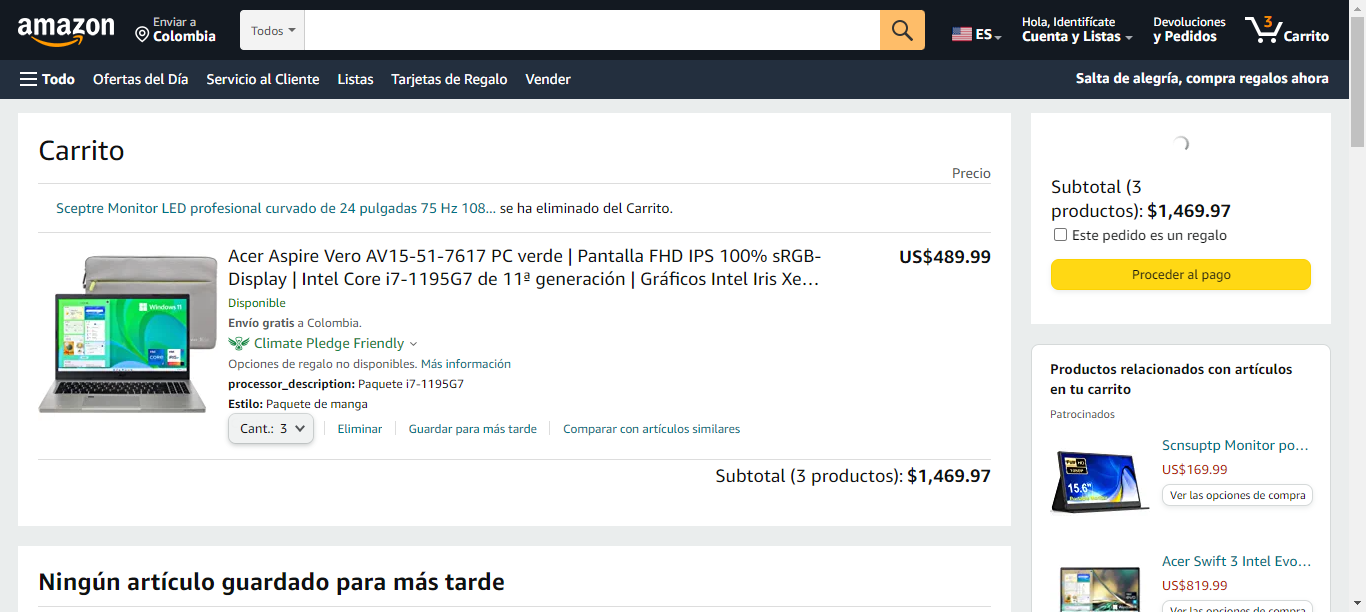 amazon
Enviar a
Colombia
Todos
ES
Hola, Identifícate
Cuenta y Listas
Devoluciones
y Pedidos
3
Carrito
Todo
Ofertas del Día
Servicio al Cliente
Listas
Tarjetas de Regalo
Vender
Salta de alegría, compra regalos ahora
Carrito
Precio
Sceptre Monitor LED profesional curvado de 24 pulgadas 75 Hz 108... se ha eliminado del Carrito.
Acer Aspire Vero AV15-51-7617 PC verde | Pantalla FHD IPS 100% sRGB-
Display | Intel Core i7-1195G7 de 11ª generación | Gráficos Intel Iris Xe…
US$489.99
Disponible
Envío gratis a Colombia.
Climate Pledge Friendly
Opciones de regalo no disponibles. Más información
processor_description: Paquete i7-1195G7
Estilo: Paquete de manga
Cant.: 3
Eliminar
Guardar para más tarde
Comparar con artículos similares
Windows 11
Subtotal (3 productos): $1,469.97
Ningún artículo guardado para más tarde
Subtotal (3
productos): $1,469.97
Este pedido es un regalo
Proceder al pago
Productos relacionados con artículos
en tu carrito
Patrocinados
15.6"
Scnsuptp Monitor po…
US$169.99
Ver las opciones de compra
Acer Swift 3 Intel Evo…
US$819.99
Ver las opciones de compra